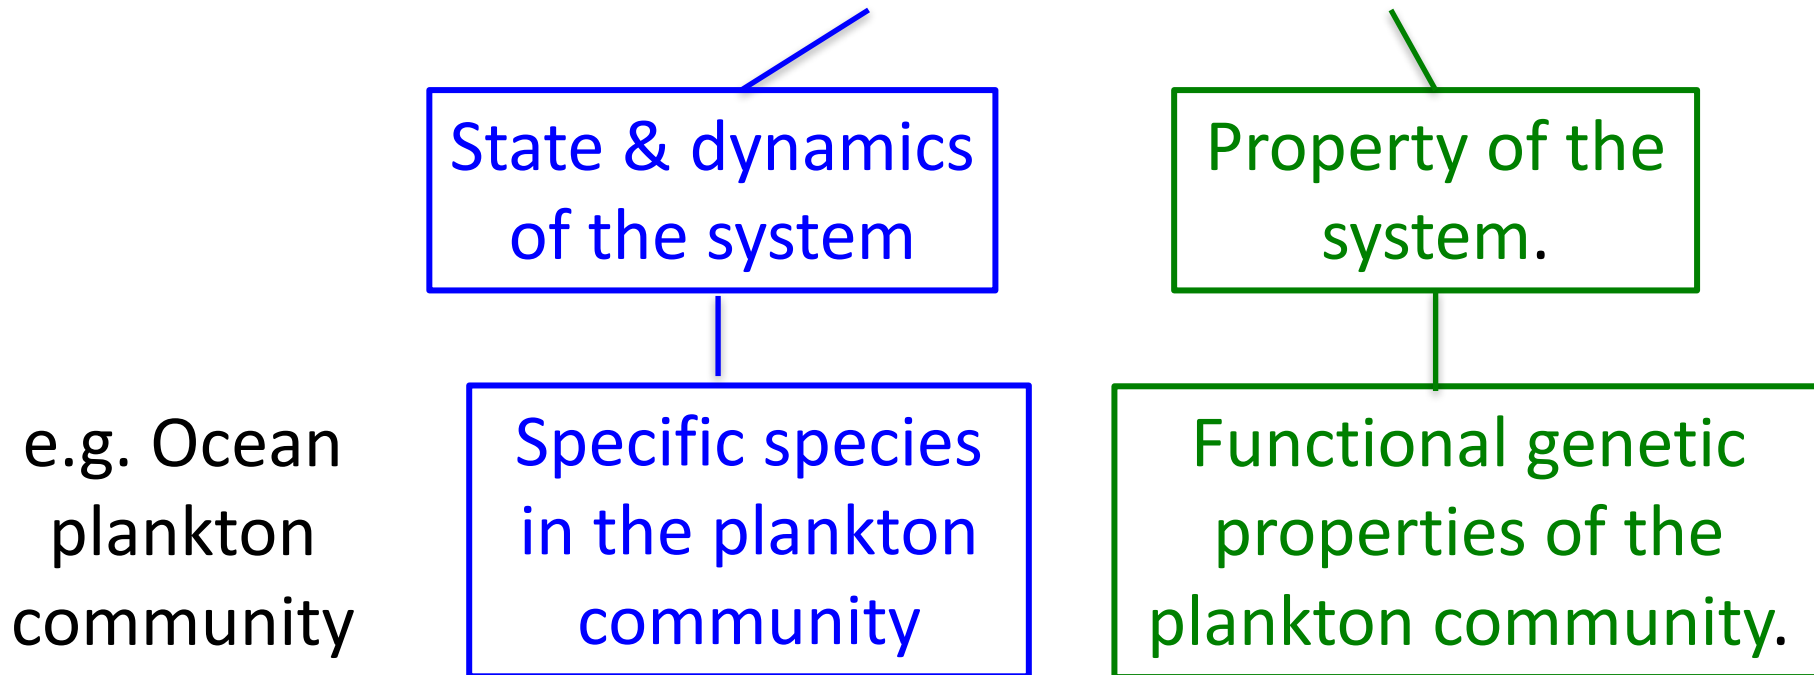 State & dynamics
of the system
Property of the
system.
e.g. Ocean
plankton
community
Specific species
in the plankton
community
Functional genetic
properties of the
plankton community.